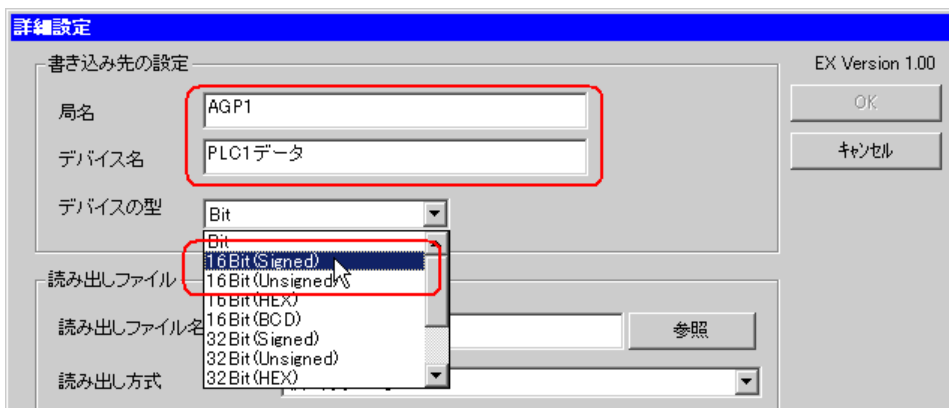 詳細設定
書き込み先の設定
EX Version 1.00
局名
AGP1
OK
デバイス名
PLC1データ
キャンセル
デバイスの型
Bit
Bit
16Bit(Signed)
16Bit(Unsigned)
16Bit(HEX)
16Bit(BCD)
32Bit(Signed)
32Bit(Unsigned)
32Bit(HEX)
読み出しファイル
読み出しファイル名
参照
読み出し方式